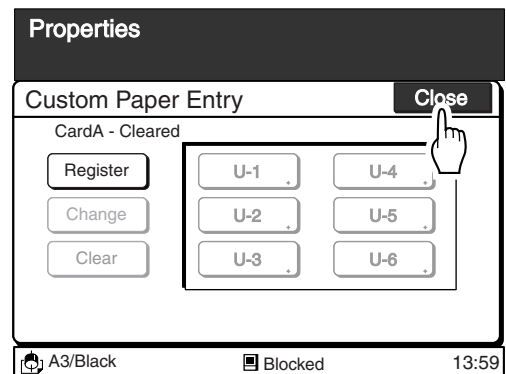 Properties
Custom Paper Entry Close
CardA - Cleared
Register U-1 U-4
Change U-2 U-5
Clear U-3 U-6
A3/Black Blocked 13:59